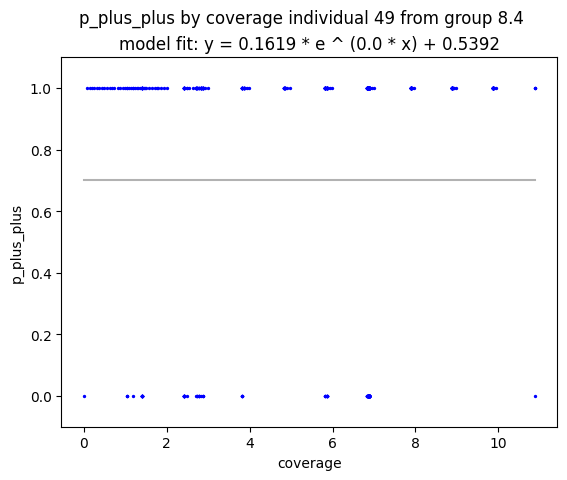 p_plus_plus by coverage individual 49 from group 8.4
model fit: y = 0.1619 * e ^ (0.0 * x) + 0.5392
1.0
0.8
0.6
0.4
0.2
0.0
p_plus_plus
0 2 4 6 8 10
coverage